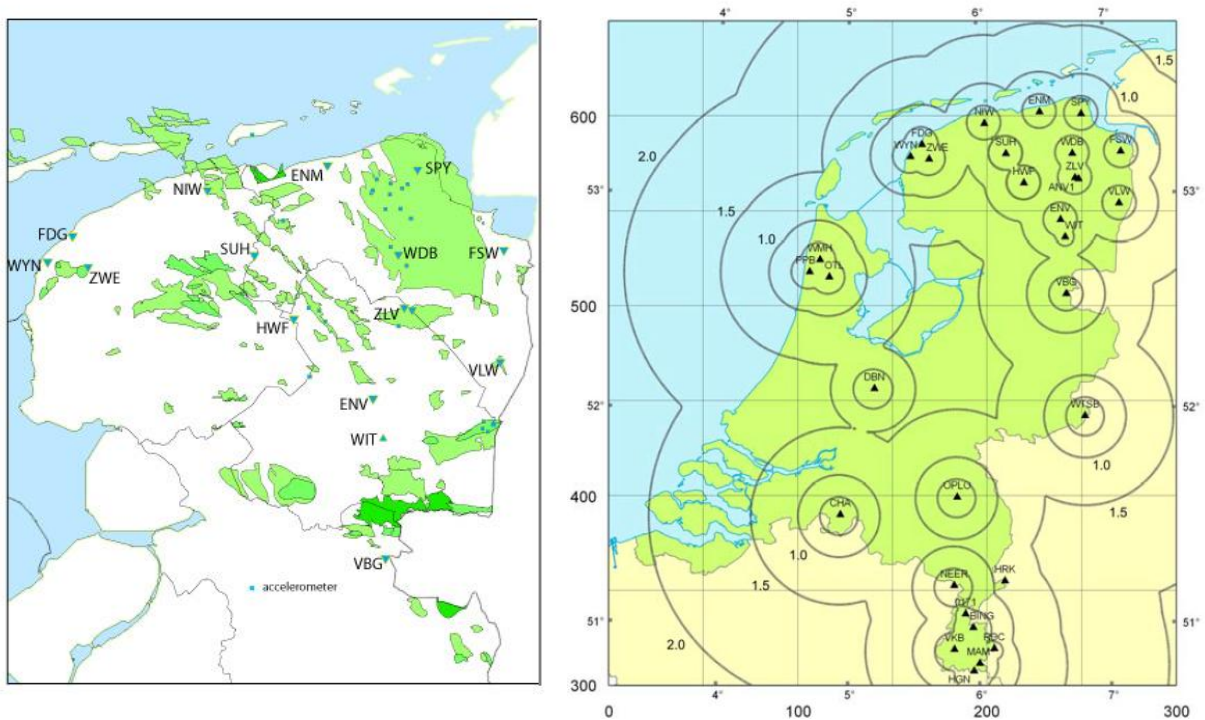 SPY
ENM
NIW
FDG
SUH
WDB
FSW
WYN
ZWE
ZLV
HWF
VLW
ENV
WIT
VBG
accelerometer
4° 5° 6° 7°
1.5
1.0
600
ENM SPY
NIW
FDG
2.0
WYN ZWE SUH WDB FSW
HWF ZLV
53° 53°
ANV1
VLW
1.5
ENV
WIT
1.0
WMH
PPB OTL
VBG
500
DBN
52° 52°
WTSB
1.0
OPLO
400
CHA
1.5
1.0
HRK
NEER
1.5
BING
51° 51°
2.0
VKB
MAM
HGN
300
4° 5° 6° 7°
0 100 200 300